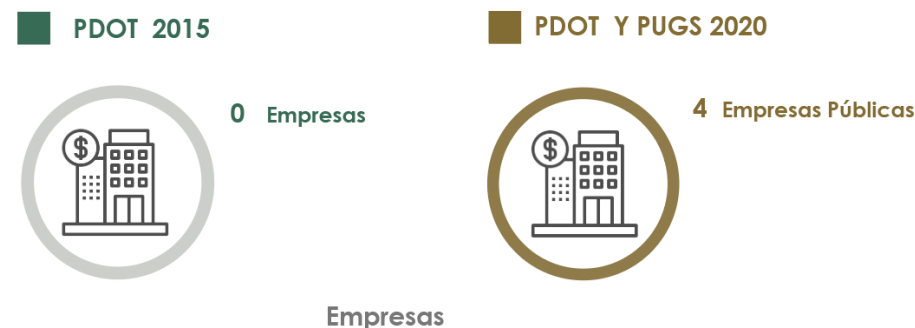 PDOT 2015
PDOT Y PUGS 2020
0 Empresas
4 Empresas Públicas
$
$
Empresas